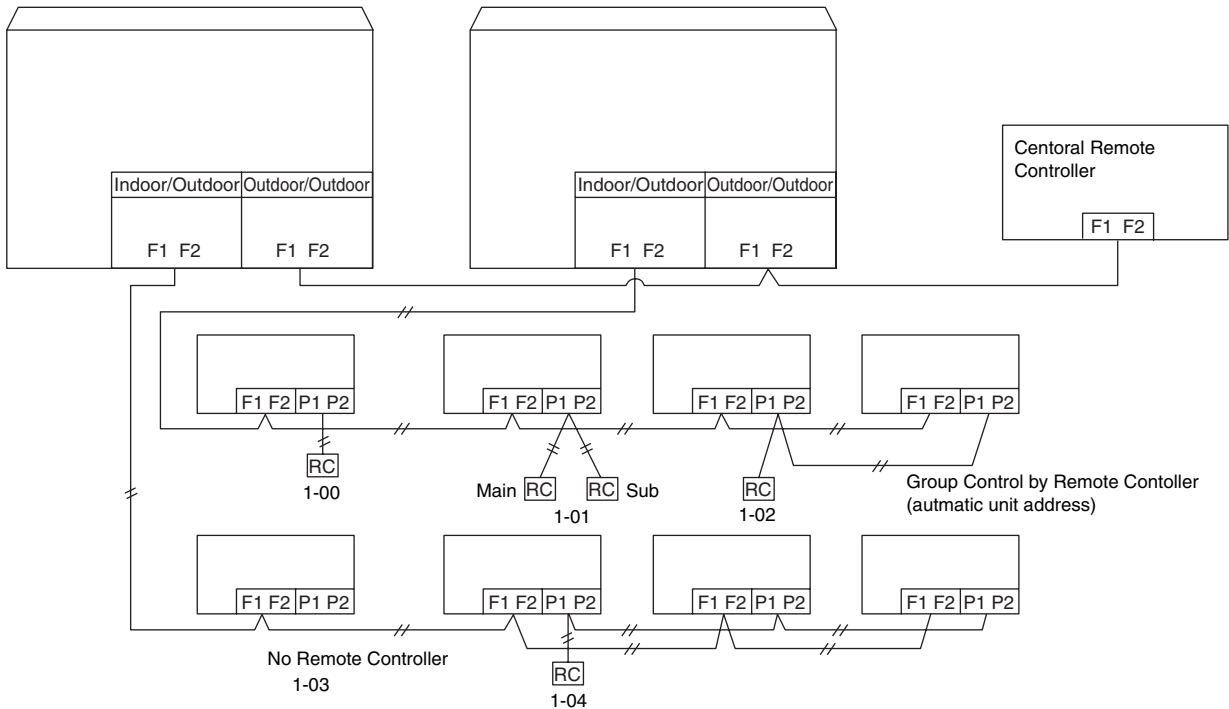 Indoor/Outdoor Outdoor/Outdoor
F1 F2 F1 F2
Indoor/Outdoor Outdoor/Outdoor
F1 F2 F1 F2
Centoral Remote
Controller
F1 F2
F1 F2 P1 P2
F1 F2 P1 P2
F1 F2 P1 P2
F1 F2 P1 P2
RC
1-00
Main RC RC Sub
1-01
RC
1-02
Group Control by Remote Contoller
(autmatic unit address)
F1 F2 P1 P2
F1 F2 P1 P2
F1 F2 P1 P2
F1 F2 P1 P2
No Remote Controller
1-03
RC
1-04